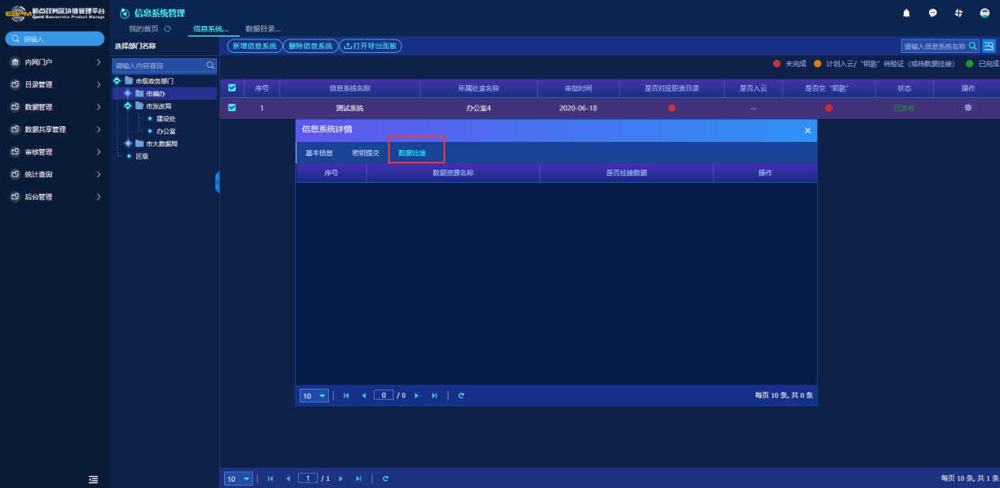 新点政务区块链管理平台
Epoint Baasservice Product Manage
信息系统管理
我的首页
信息系统...
数据目录...
请输入
内网门户
目录管理
数据管理
数据共享管理
审核管理
统计查询
后台管理
选择部门名称
请输入内容查询
市级政务部门
市编办
市发改局
建设处
办公室
市大数据局
区级
新增信息系统 删除信息系统 打开导出面板
请输入信息系统名称
未完成 计划入云/ “钥匙” 待验证（或待数据挂接） 已完成
序号 信息系统名称 所属处室名称 审批时间 是否对应职责目录 是否入云 是否交 “钥匙” 状态 操作
1 测试系统 办公室4 2020-06-18 -- 已发布
信息系统详情
基本信息 密钥提交 数据挂接
序号 数据资源名称 是否挂接数据 操作
10 0 / 0 每页 10 条, 共 0 条
10 1 / 1 每页 10 条, 共 1 条